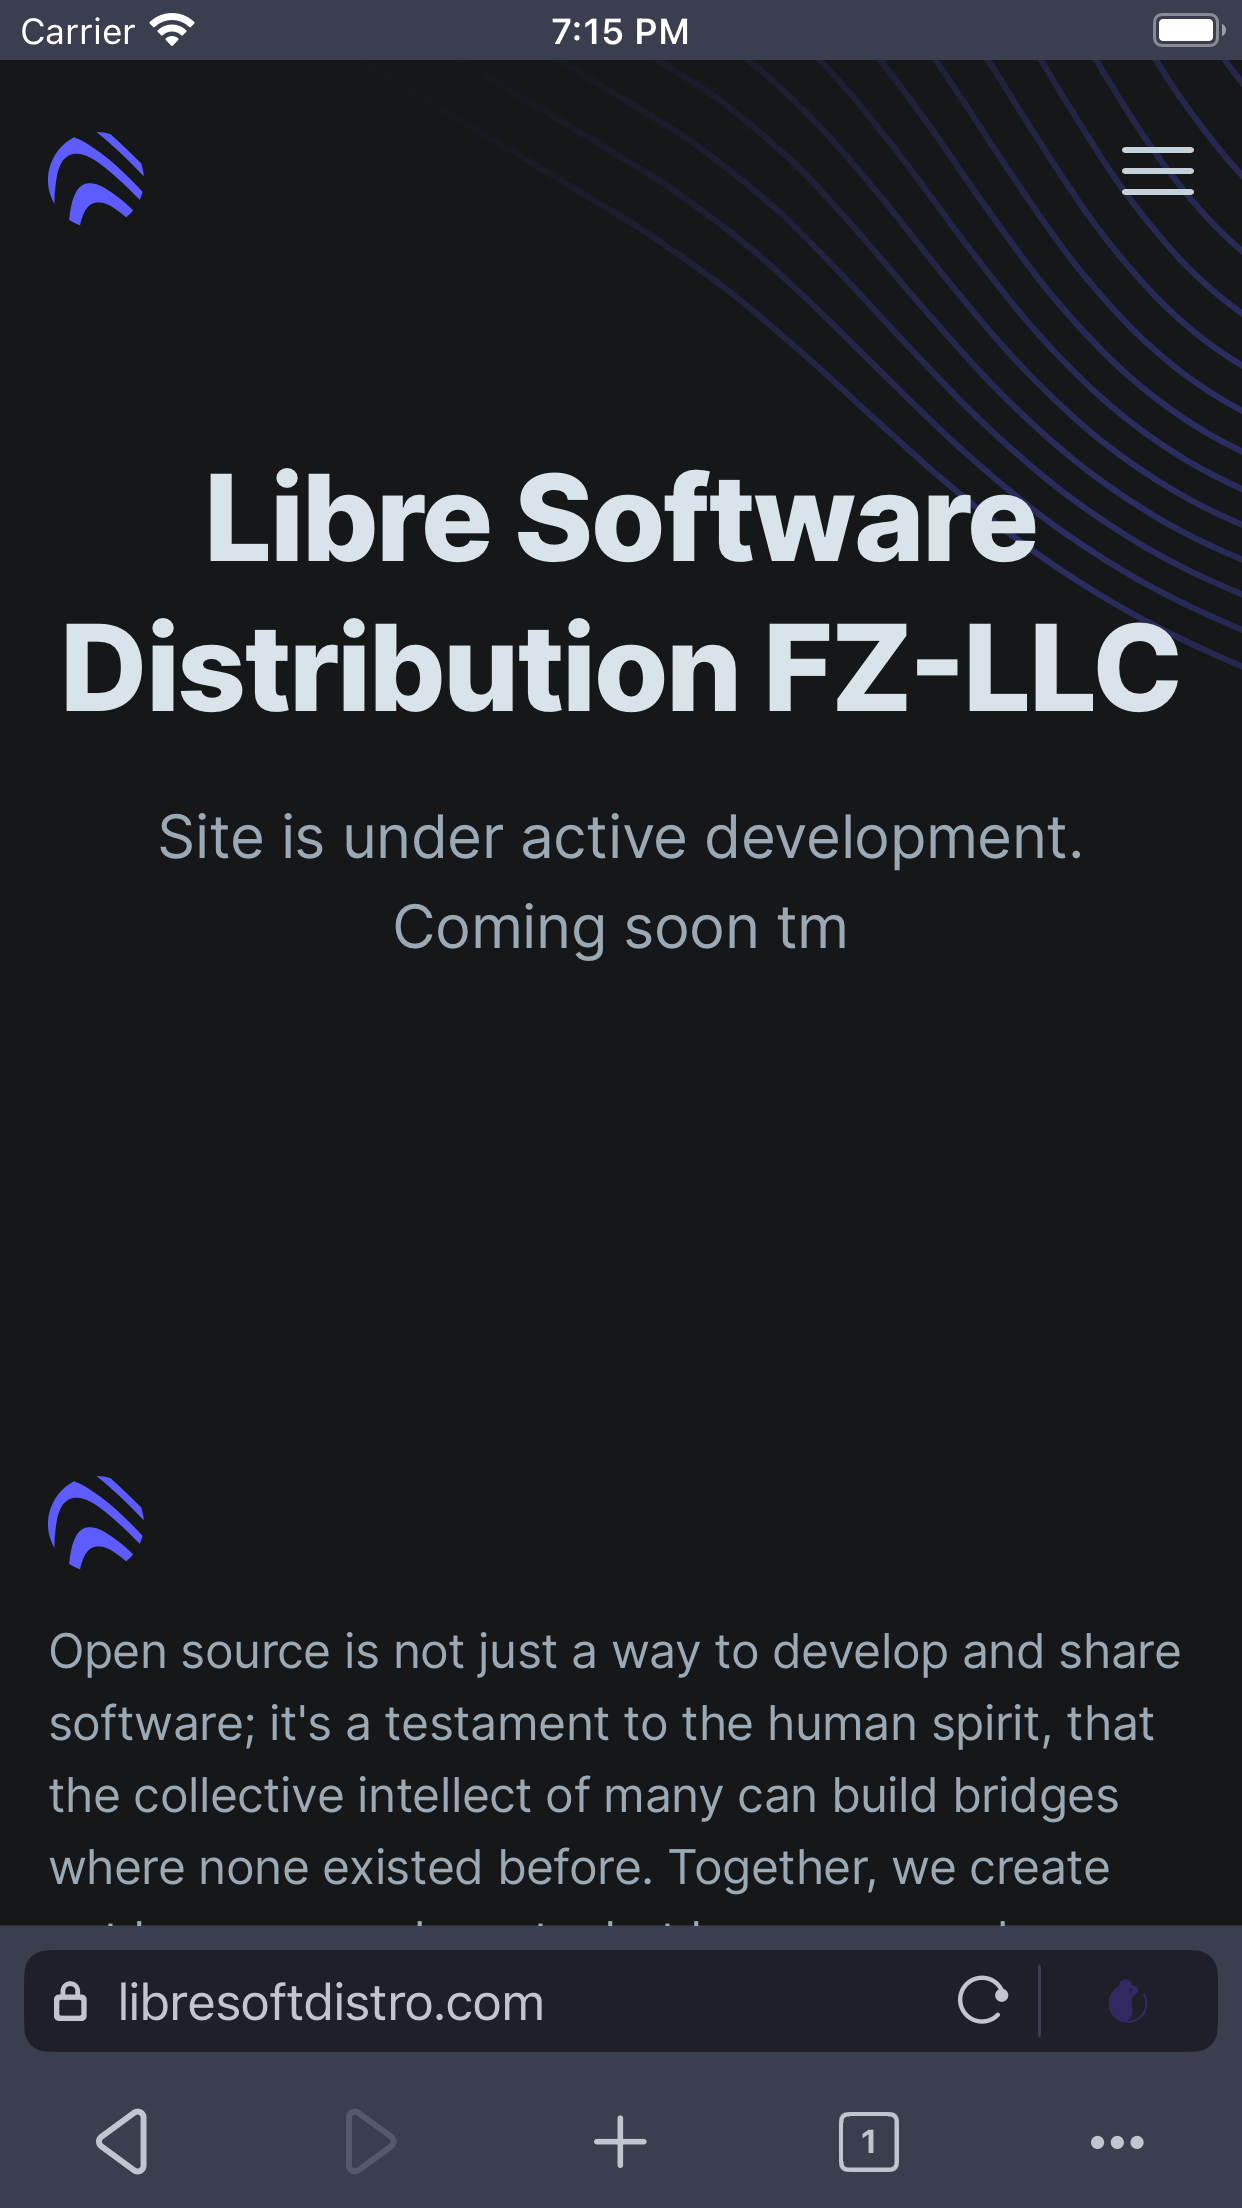 Carrier 7:15 PM
Libre Software
Distribution FZ-LLC
Site is under active development.
Coming soon tm
Open source is not just a way to develop and share
software; it's a testament to the human spirit, that
the collective intellect of many can build bridges
where none existed before. Together, we create
libresoftdistro.com
1